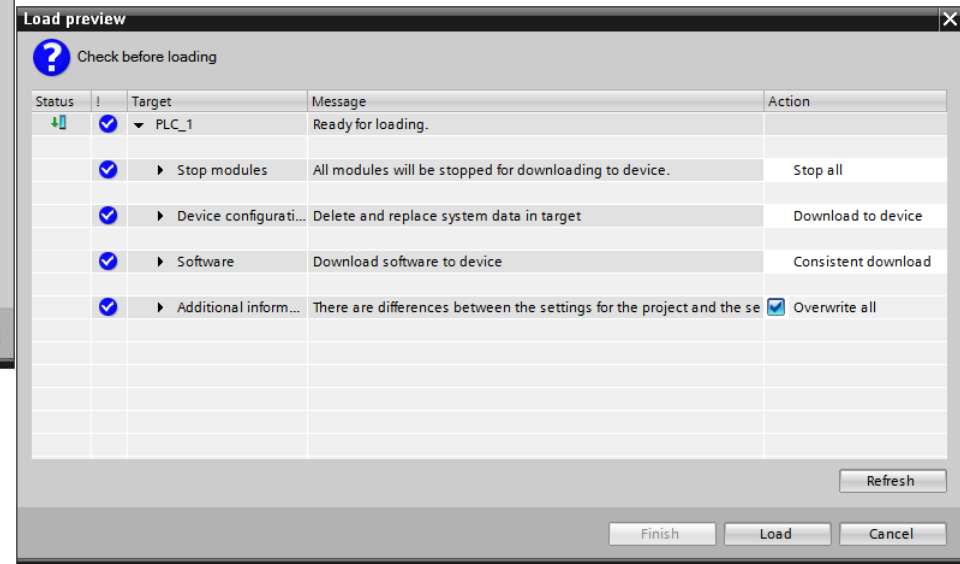 Load preview
Check before loading
Status ! Target Message Action
PLC_1 Ready for loading.
Stop modules All modules will be stopped for downloading to device. Stop all
Device configurati... Delete and replace system data in target Download to device
Software Download software to device Consistent download
Additional inform... There are differences between the settings for the project and the se Overwrite all
Refresh
Finish Load Cancel